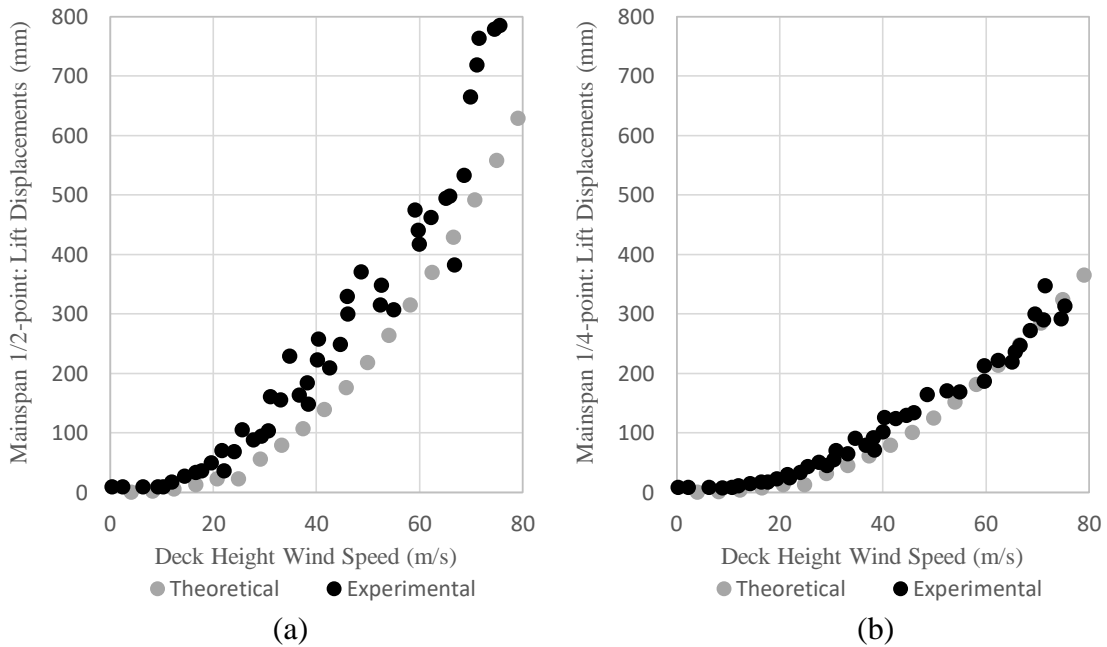 Mainspan 1/2-point: Lift Displacements (mm)
800
700
600
500
400
300
200
100
0
0 20 40 60 80
Deck Height Wind Speed (m/s)
Theoretical Experimental
(a)
Mainspan 1/4-point: Lift Displacements (mm)
800
700
600
500
400
300
200
100
0
0 20 40 60 80
Deck Height Wind Speed (m/s)
Theoretical Experimental
(b)